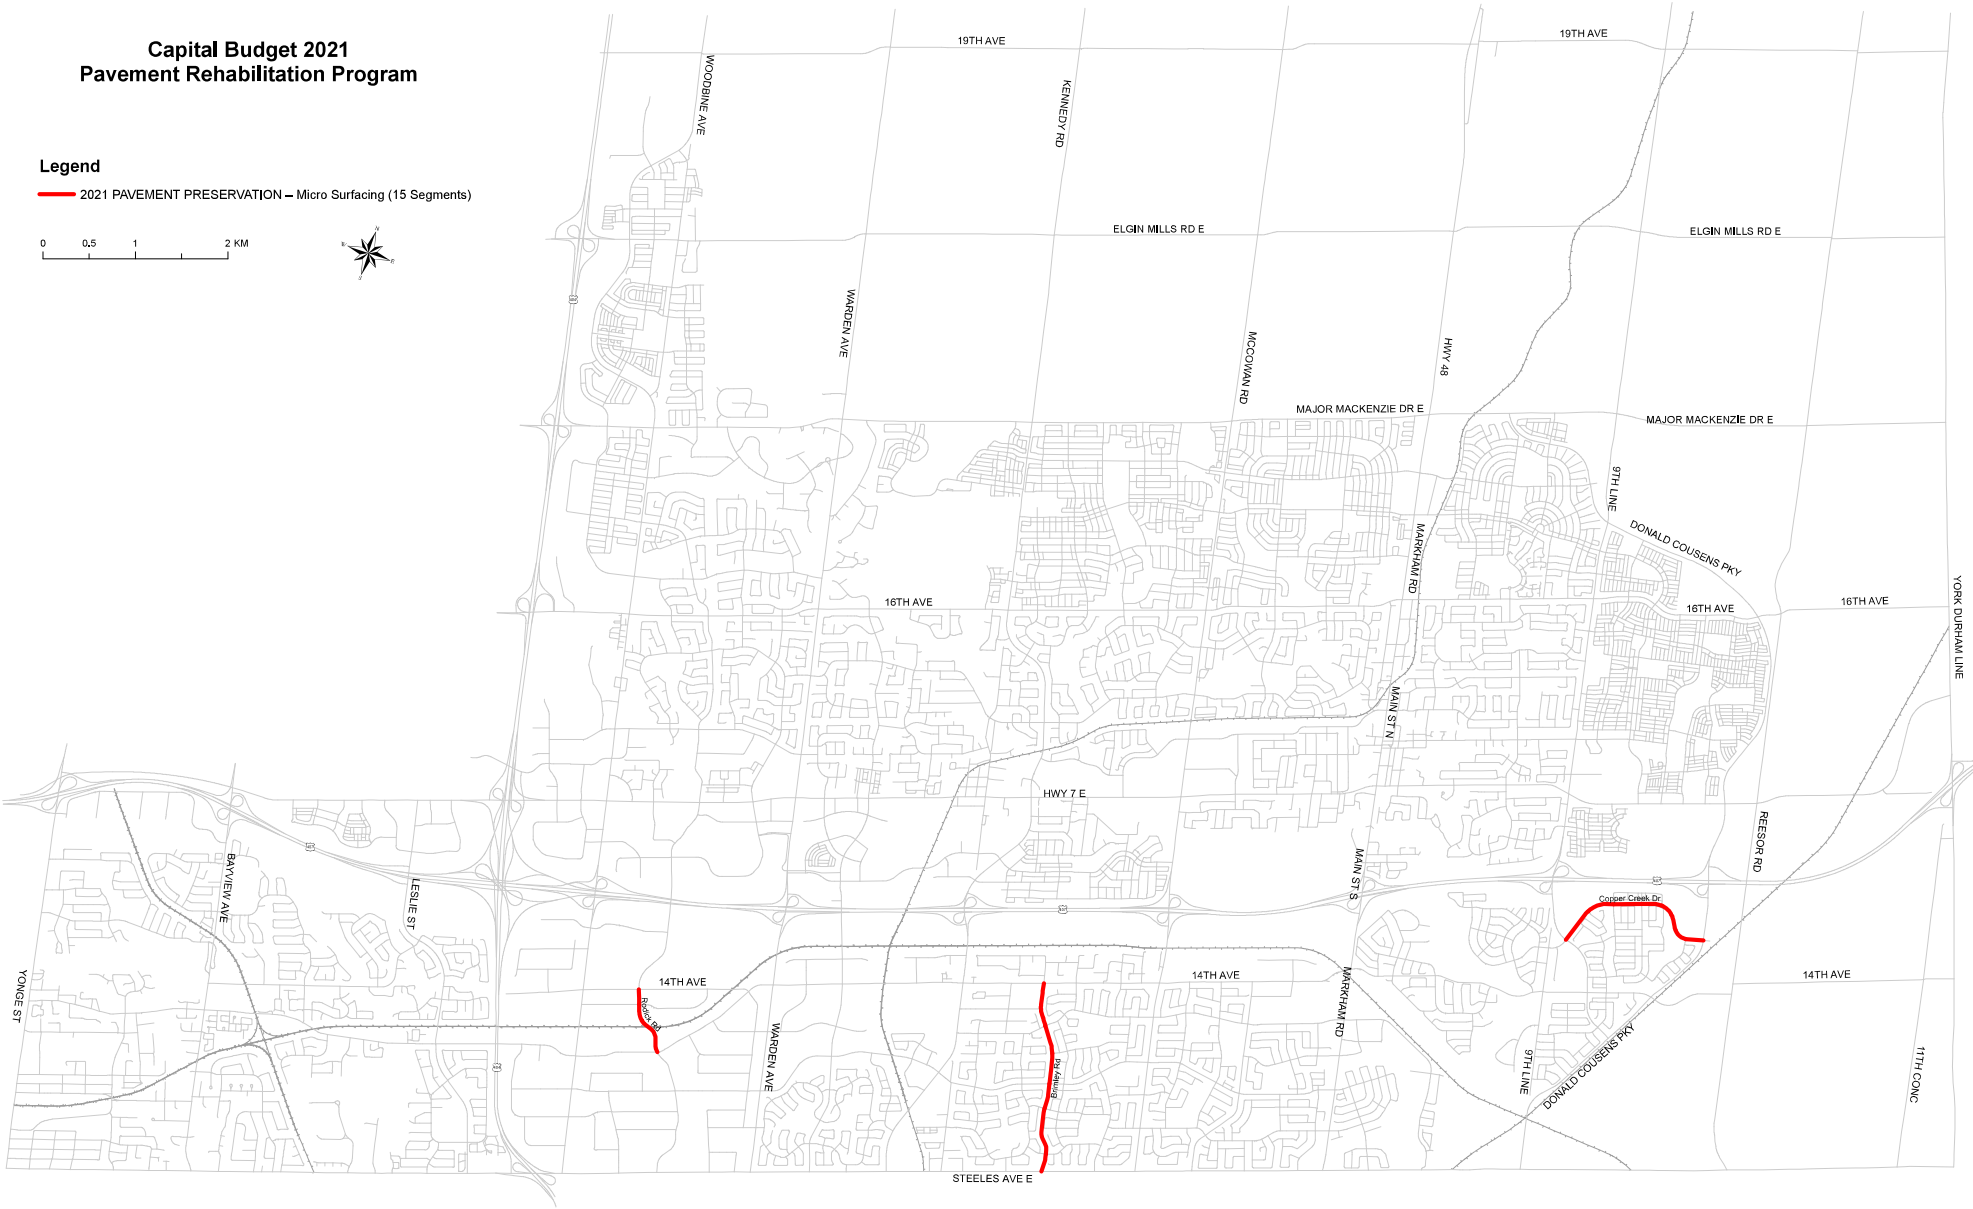 Capital Budget 2021
Pavement Rehabilitation Program
Legend
2021 PAVEMENT PRESERVATION – Micro Surfacing (15 Segments)
0 0.5 1 2 KM
19TH AVE
19TH AVE
WOODBINE AVE
KENNEDY RD
ELGIN MILLS RD E
ELGIN MILLS RD E
WARDEN AVE
MCCOWAN RD
HWY 48
MAJOR MACKENZIE DR E
MAJOR MACKENZIE DR E
9TH LINE
DONALD COUSENS PKY
MARKHAM RD
16TH AVE
16TH AVE
16TH AVE
YORK DURHAM LINE
MAIN ST N
HWY 7 E
REESOR RD
BAYVIEW AVE
LESLIE ST
MAIN ST S
Copper Creek Dr.
YONGE ST
14TH AVE
14TH AVE
14TH AVE
Rodick Rd
MARKHAM RD
WARDEN AVE
Brimley Rd
9TH LINE
DONALD COUSENS PKY
11TH CONC
STEELES AVE E